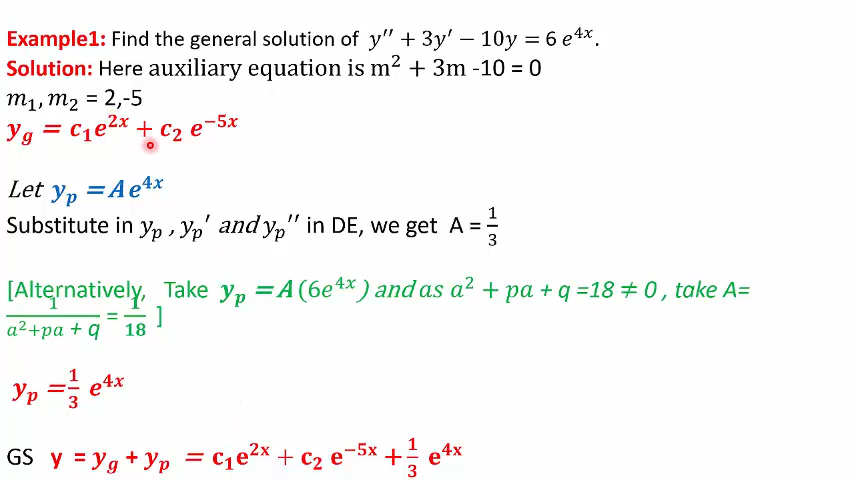 Example1: Find the general solution of y′′ + 3y′ − 10y = 6 e^{4x}.
Solution: Here auxiliary equation is m² + 3m -10 = 0
m₁, m₂ = 2,-5
y_g = c₁e^{2x} + c₂ e^{−5x}
Let y_p = Ae^{4x}
Substitute in y_p , y_p′ and y_p′′ in DE, we get A = 1/3
[Alternatively, Take y_p = A(6e^{4x}) and as a² + pa + q =18 ≠ 0 , take A=
1/(a²+pa + q) = 1/18 ]
y_p = 1/3 e^{4x}
GS y = y_g + y_p = c₁e^{2x} + c₂ e^{−5x} + 1/3 e^{4x}